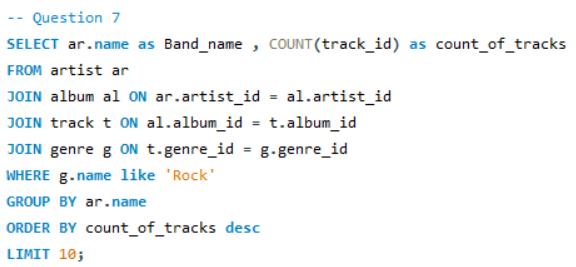 -- Question 7
SELECT ar.name as Band_name , COUNT(track_id) as count_of_tracks
FROM artist ar
JOIN album al ON ar.artist_id = al.artist_id
JOIN track t ON al.album_id = t.album_id
JOIN genre g ON t.genre_id = g.genre_id
WHERE g.name like 'Rock'
GROUP BY ar.name
ORDER BY count_of_tracks desc
LIMIT 10;